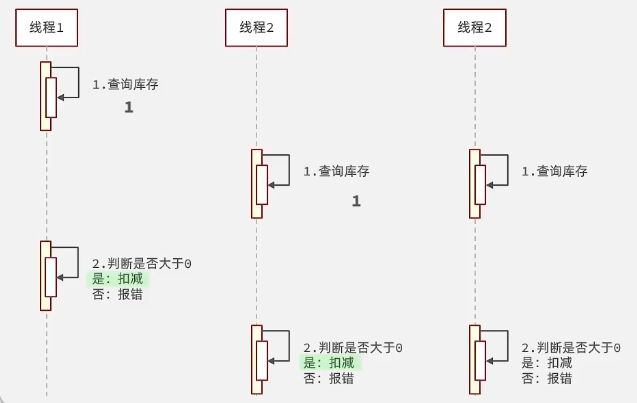 线程1
线程2
线程2
1.查询库存
1
1.查询库存
1
1.查询库存
2.判断是否大于0
是：扣减
否：报错
2.判断是否大于0
是：扣减
否：报错
2.判断是否大于0
是：扣减
否：报错